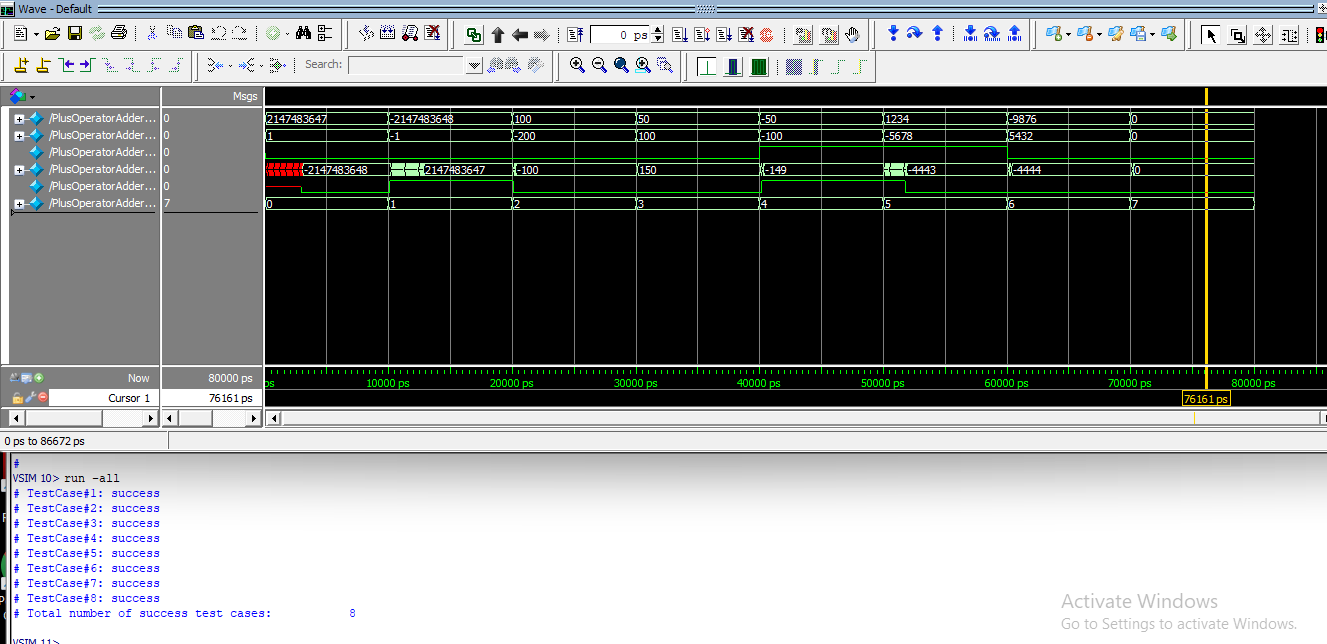 Wave - Default
0 ps
Search:
Msgs
/PlusOperatorAdder... 0 2147483647 -2147483648 100 50 -50 1234 -9876 0
/PlusOperatorAdder... 0 1 -1 -200 100 -100 -5678 5432 0
/PlusOperatorAdder... 0
/PlusOperatorAdder... 0 -2147483648 2147483647 -100 150 -149 -4443 -4444 0
/PlusOperatorAdder... 0
/PlusOperatorAdder... 7 0 1 2 3 4 5 6 7
Now 80000 ps ps 10000 ps 20000 ps 30000 ps 40000 ps 50000 ps 60000 ps 70000 ps 80000 ps
Cursor 1 76161 ps 76161 ps
0 ps to 86672 ps
#
VSIM 10> run -all
# TestCase#1: success
# TestCase#2: success
# TestCase#3: success
# TestCase#4: success
# TestCase#5: success
# TestCase#6: success
# TestCase#7: success
# TestCase#8: success
# Total number of success test cases: 8
VSIM 11>
Activate Windows
Go to Settings to activate Windows.